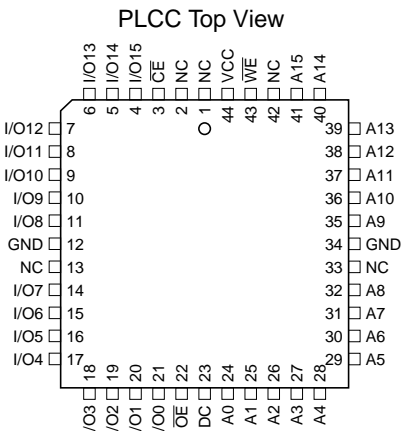 PLCC Top View
I/O13 I/O14 I/O15 C̅E̅ NC NC VCC W̅E̅ NC A15 A14
6 5 4 3 2 1 44 43 42 41 40
I/O12 7
I/O11 8
I/O10 9
I/O9 10
I/O8 11
GND 12
NC 13
I/O7 14
I/O6 15
I/O5 16
I/O4 17
39 A13
38 A12
37 A11
36 A10
35 A9
34 GND
33 NC
32 A8
31 A7
30 A6
29 A5
18 19 20 21 22 23 24 25 26 27 28
I/O3 I/O2 I/O1 I/O0 O̅E̅ DC A0 A1 A2 A3 A4